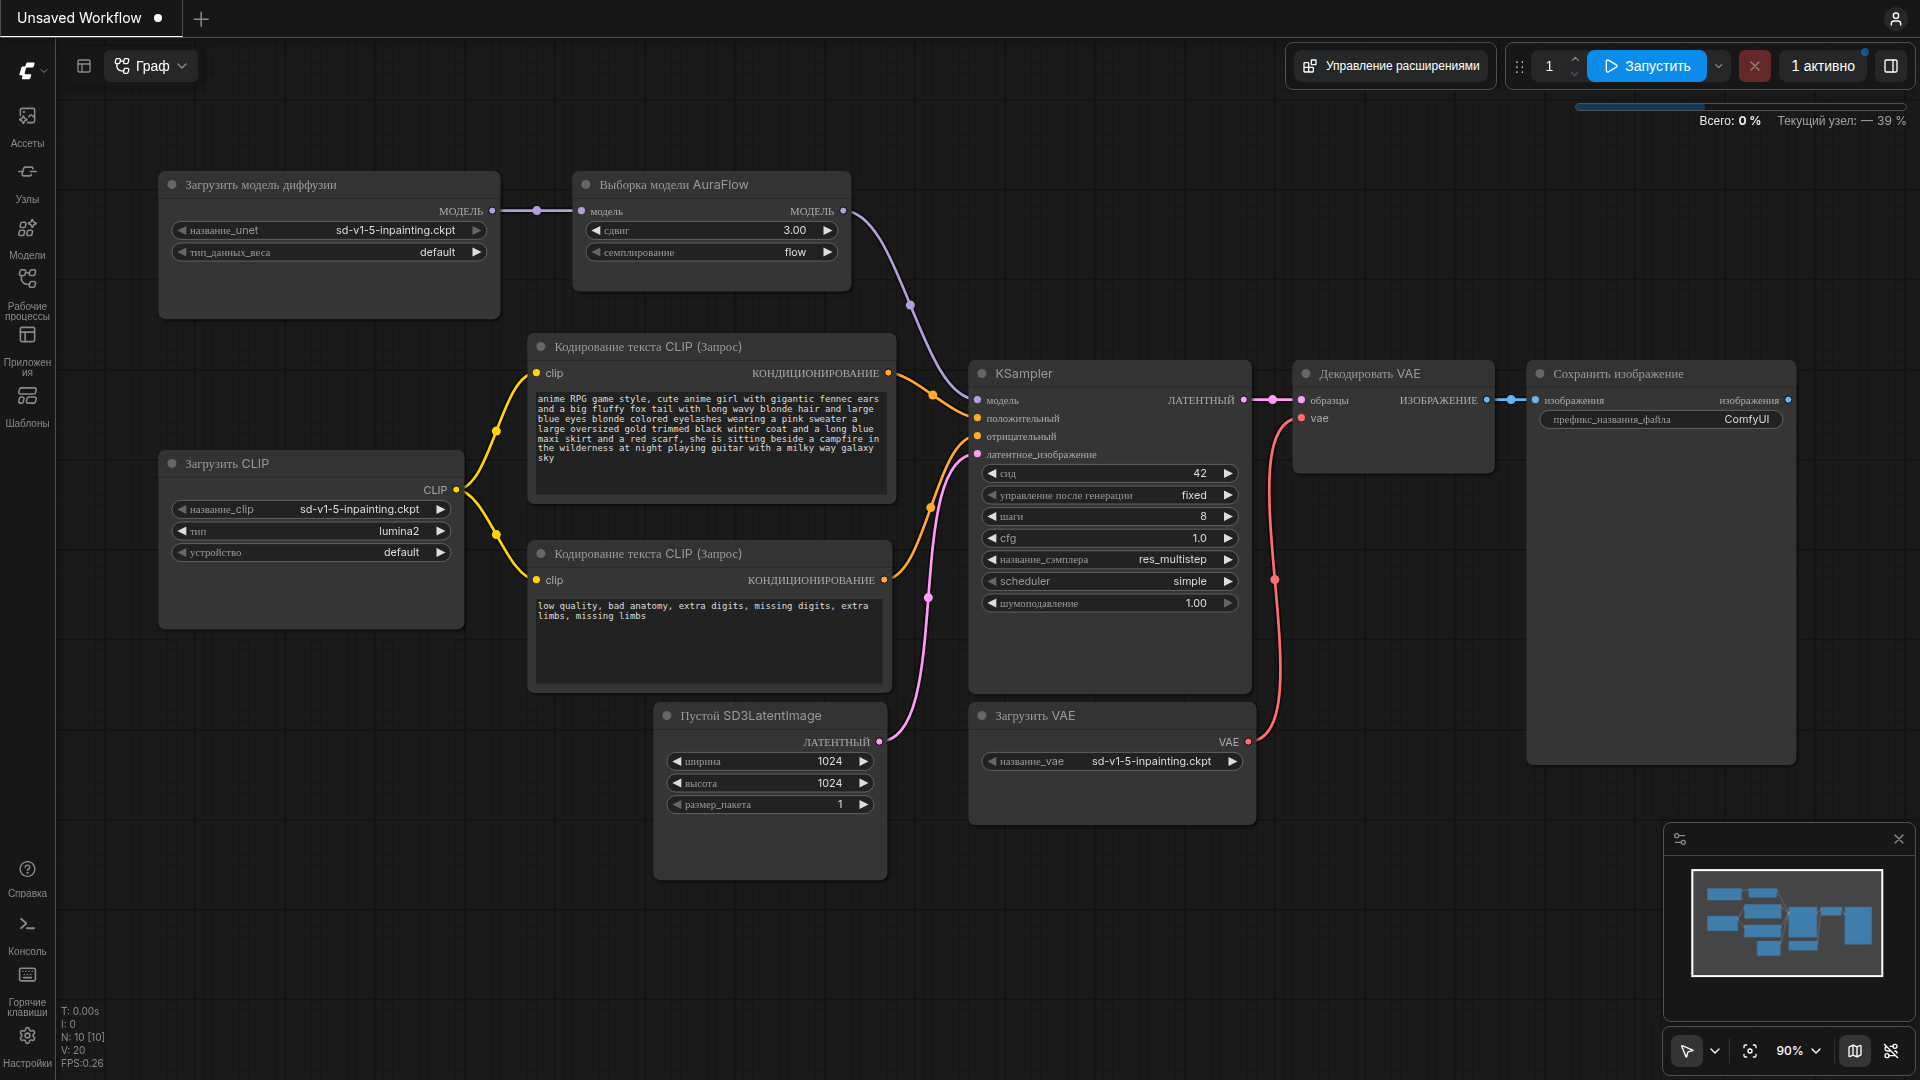 Unsaved Workflow
Граф
Управление расширениями
1
Запустить
1 активно
Всего: 0 %
Текущий узел: — 39 %
Ассеты
Узлы
Модели
Рабочие
процессы
Приложен
ия
Шаблоны
Справка
Консоль
Горячие
клавиши
Настройки
Загрузить модель диффузии
МОДЕЛЬ
название_unet sd-v1-5-inpainting.ckpt
тип_данных_веса default
Выборка модели AuraFlow
модель МОДЕЛЬ
сдвиг 3.00
семплирование flow
Кодирование текста CLIP (Запрос)
clip КОНДИЦИОНИРОВАНИЕ
anime RPG game style, cute anime girl with gigantic fennec ears
and a big fluffy fox tail with long wavy blonde hair and large
blue eyes blonde colored eyelashes wearing a pink sweater a
large oversized gold trimmed black winter coat and a long blue
maxi skirt and a red scarf, she is sitting beside a campfire in
the wilderness at night playing guitar with a milky way galaxy
sky
Загрузить CLIP
CLIP
название_clip sd-v1-5-inpainting.ckpt
тип lumina2
устройство default
Кодирование текста CLIP (Запрос)
clip КОНДИЦИОНИРОВАНИЕ
low quality, bad anatomy, extra digits, missing digits, extra
limbs, missing limbs
Пустой SD3LatentImage
ЛАТЕНТНЫЙ
ширина 1024
высота 1024
размер_пакета 1
KSampler
модель ЛАТЕНТНЫЙ
положительный
отрицательный
латентное_изображение
сид 42
управление после генерации fixed
шаги 8
cfg 1.0
название_сэмплера res_multistep
scheduler simple
шумоподавление 1.00
Загрузить VAE
VAE
название_vae sd-v1-5-inpainting.ckpt
Декодировать VAE
образцы ИЗОБРАЖЕНИЕ
vae
Сохранить изображение
изображения изображения
префикс_названия_файла ComfyUI
T: 0.00s
I: 0
N: 10 [10]
V: 20
FPS:0.26
90%